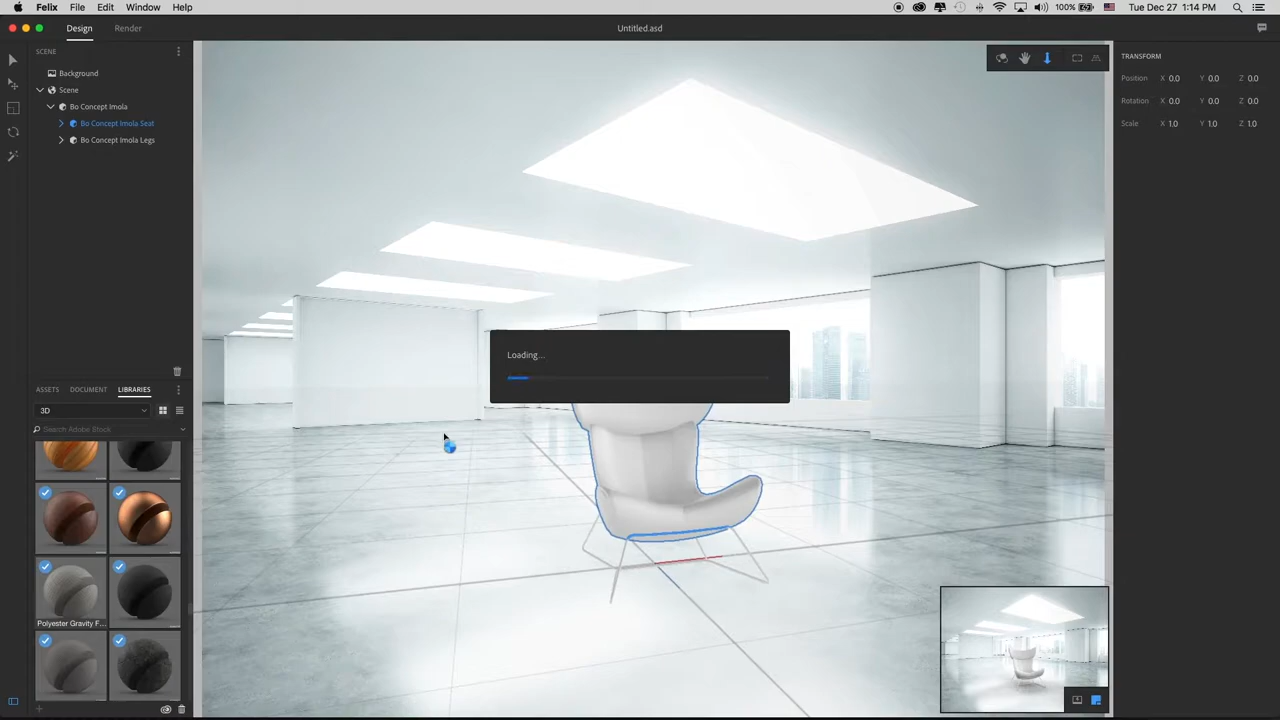 Felix File Edit Window Help
100% Tue Dec 27 1:14 PM
Design Render
Untitled.asd
SCENE
Background
Scene
Bo Concept Imola
Bo Concept Imola Seat
Bo Concept Imola Legs
TRANSFORM
Position X 0.0 Y 0.0 Z 0.0
Rotation X 0.0 Y 0.0 Z 0.0
Scale X 1.0 Y 1.0 Z 1.0
Loading...
ASSETS DOCUMENT LIBRARIES
3D
Search Adobe Stock
Polyester Gravity F...